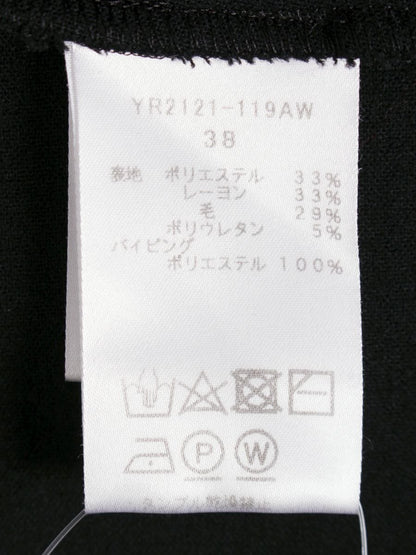 YR2121-119AW
38
表地 ポリエステル 33%
レーヨン 33%
毛 29%
ポリウレタン 5%
パイピング
ポリエステル 100%
P W
タンブル乾燥禁止